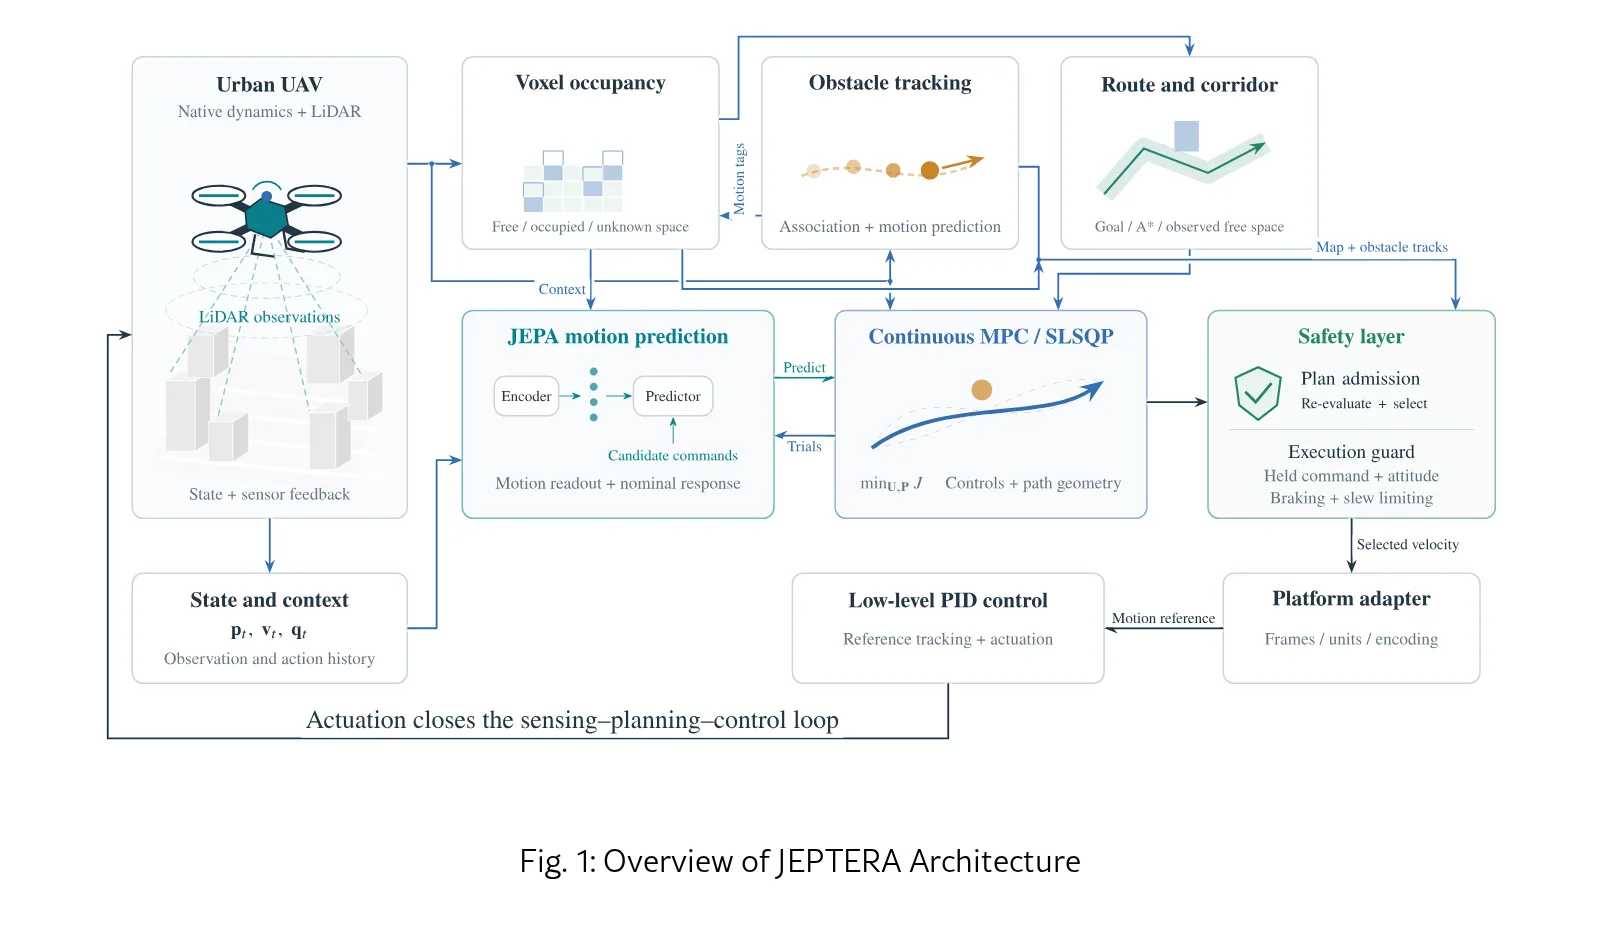 Urban UAV
Native dynamics + LiDAR
LiDAR observations
State + sensor feedback
Voxel occupancy
Free / occupied / unknown space
Motion tags
Obstacle tracking
Association + motion prediction
Route and corridor
Goal / A* / observed free space
Map + obstacle tracks
Context
JEPA motion prediction
Encoder
Predictor
Candidate commands
Motion readout + nominal response
Predict
Trials
Continuous MPC / SLSQP
min_{U,P} J Controls + path geometry
Safety layer
Plan admission
Re-evaluate + select
Execution guard
Held command + attitude
Braking + slew limiting
Selected velocity
State and context
p_t, v_t, q_t
Observation and action history
Low-level PID control
Reference tracking + actuation
Motion reference
Platform adapter
Frames / units / encoding
Actuation closes the sensing–planning–control loop
Fig. 1: Overview of JEPTERA Architecture